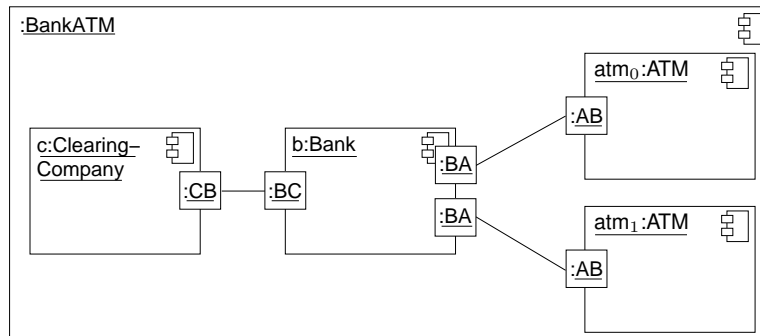 :BankATM
atm₀:ATM
:AB
c:Clearing–
Company
b:Bank
:BA
:CB
:BC
:BA
atm₁:ATM
:AB